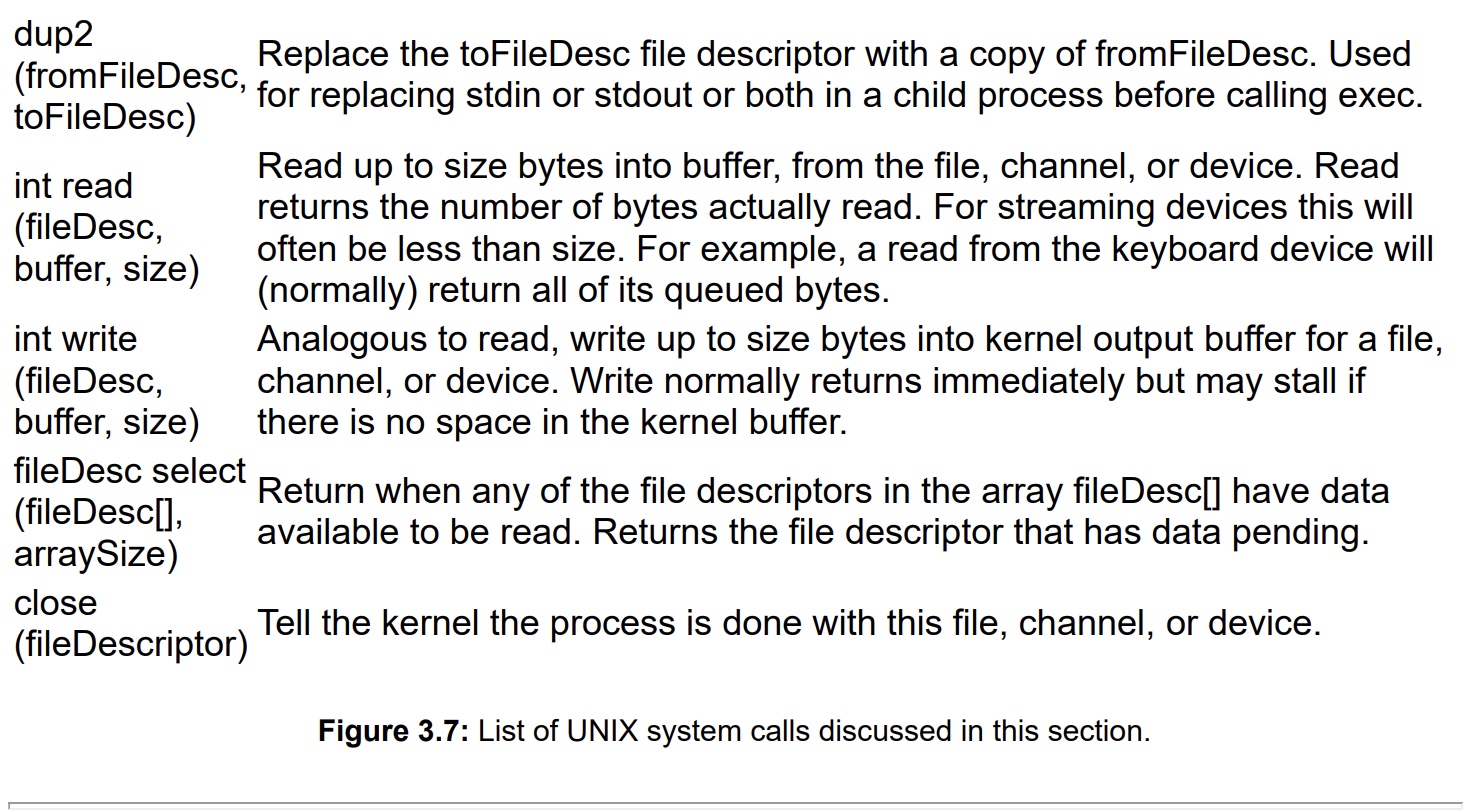 dup2
(fromFileDesc,
toFileDesc)
Replace the toFileDesc file descriptor with a copy of fromFileDesc. Used
for replacing stdin or stdout or both in a child process before calling exec.
int read
(fileDesc,
buffer, size)
Read up to size bytes into buffer, from the file, channel, or device. Read
returns the number of bytes actually read. For streaming devices this will
often be less than size. For example, a read from the keyboard device will
(normally) return all of its queued bytes.
int write
(fileDesc,
buffer, size)
Analogous to read, write up to size bytes into kernel output buffer for a file,
channel, or device. Write normally returns immediately but may stall if
there is no space in the kernel buffer.
fileDesc select
(fileDesc[],
arraySize)
Return when any of the file descriptors in the array fileDesc[] have data
available to be read. Returns the file descriptor that has data pending.
close
(fileDescriptor)
Tell the kernel the process is done with this file, channel, or device.
Figure 3.7: List of UNIX system calls discussed in this section.